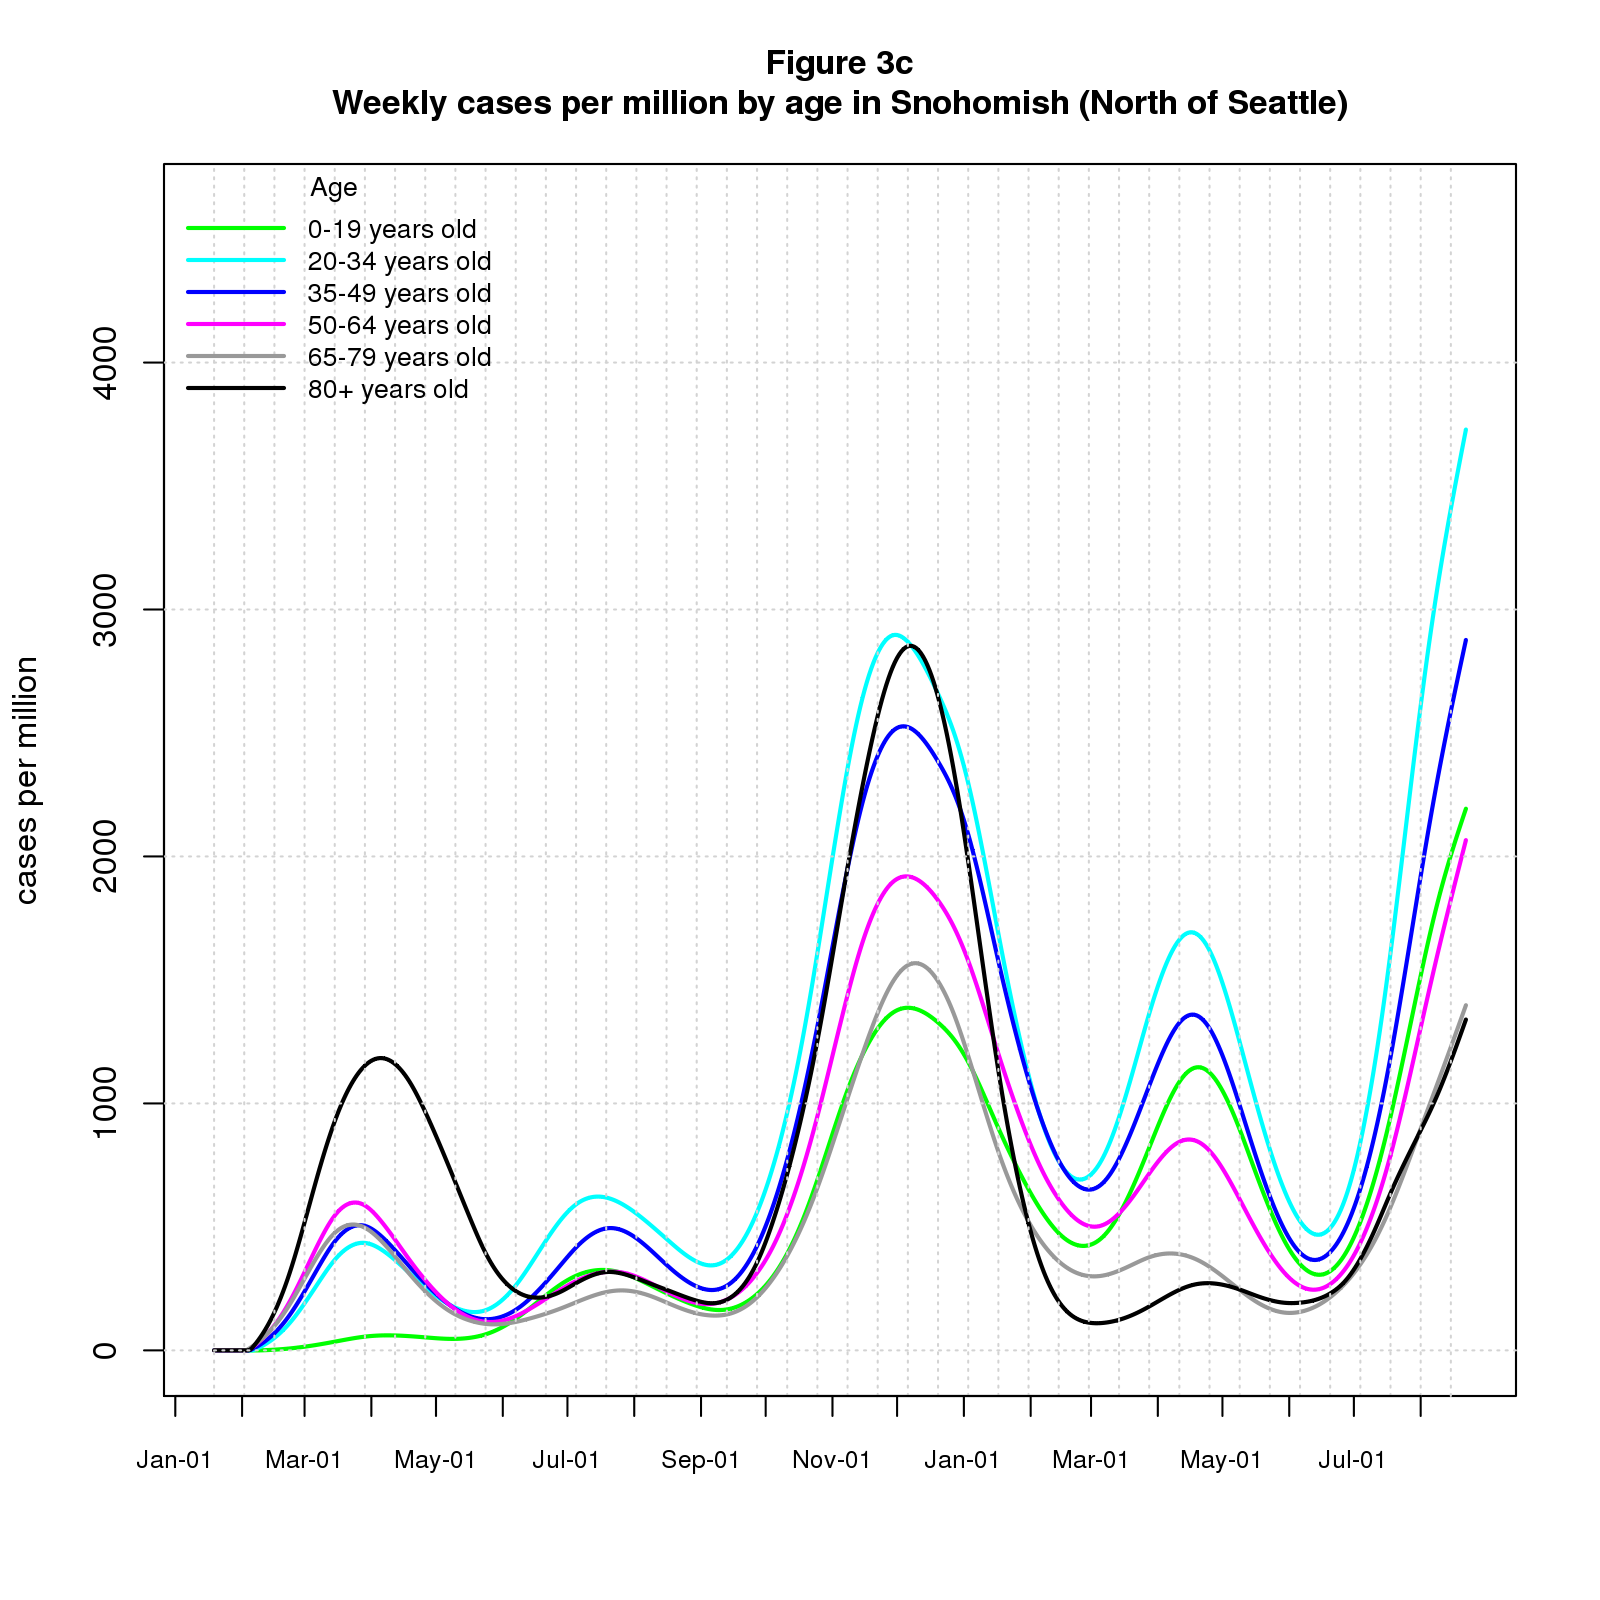 Figure 3c
Weekly cases per million by age in Snohomish (North of Seattle)
Age
0-19 years old
20-34 years old
35-49 years old
50-64 years old
65-79 years old
80+ years old
cases per million
4000
3000
2000
1000
0
Jan-01 Mar-01 May-01 Jul-01 Sep-01 Nov-01 Jan-01 Mar-01 May-01 Jul-01